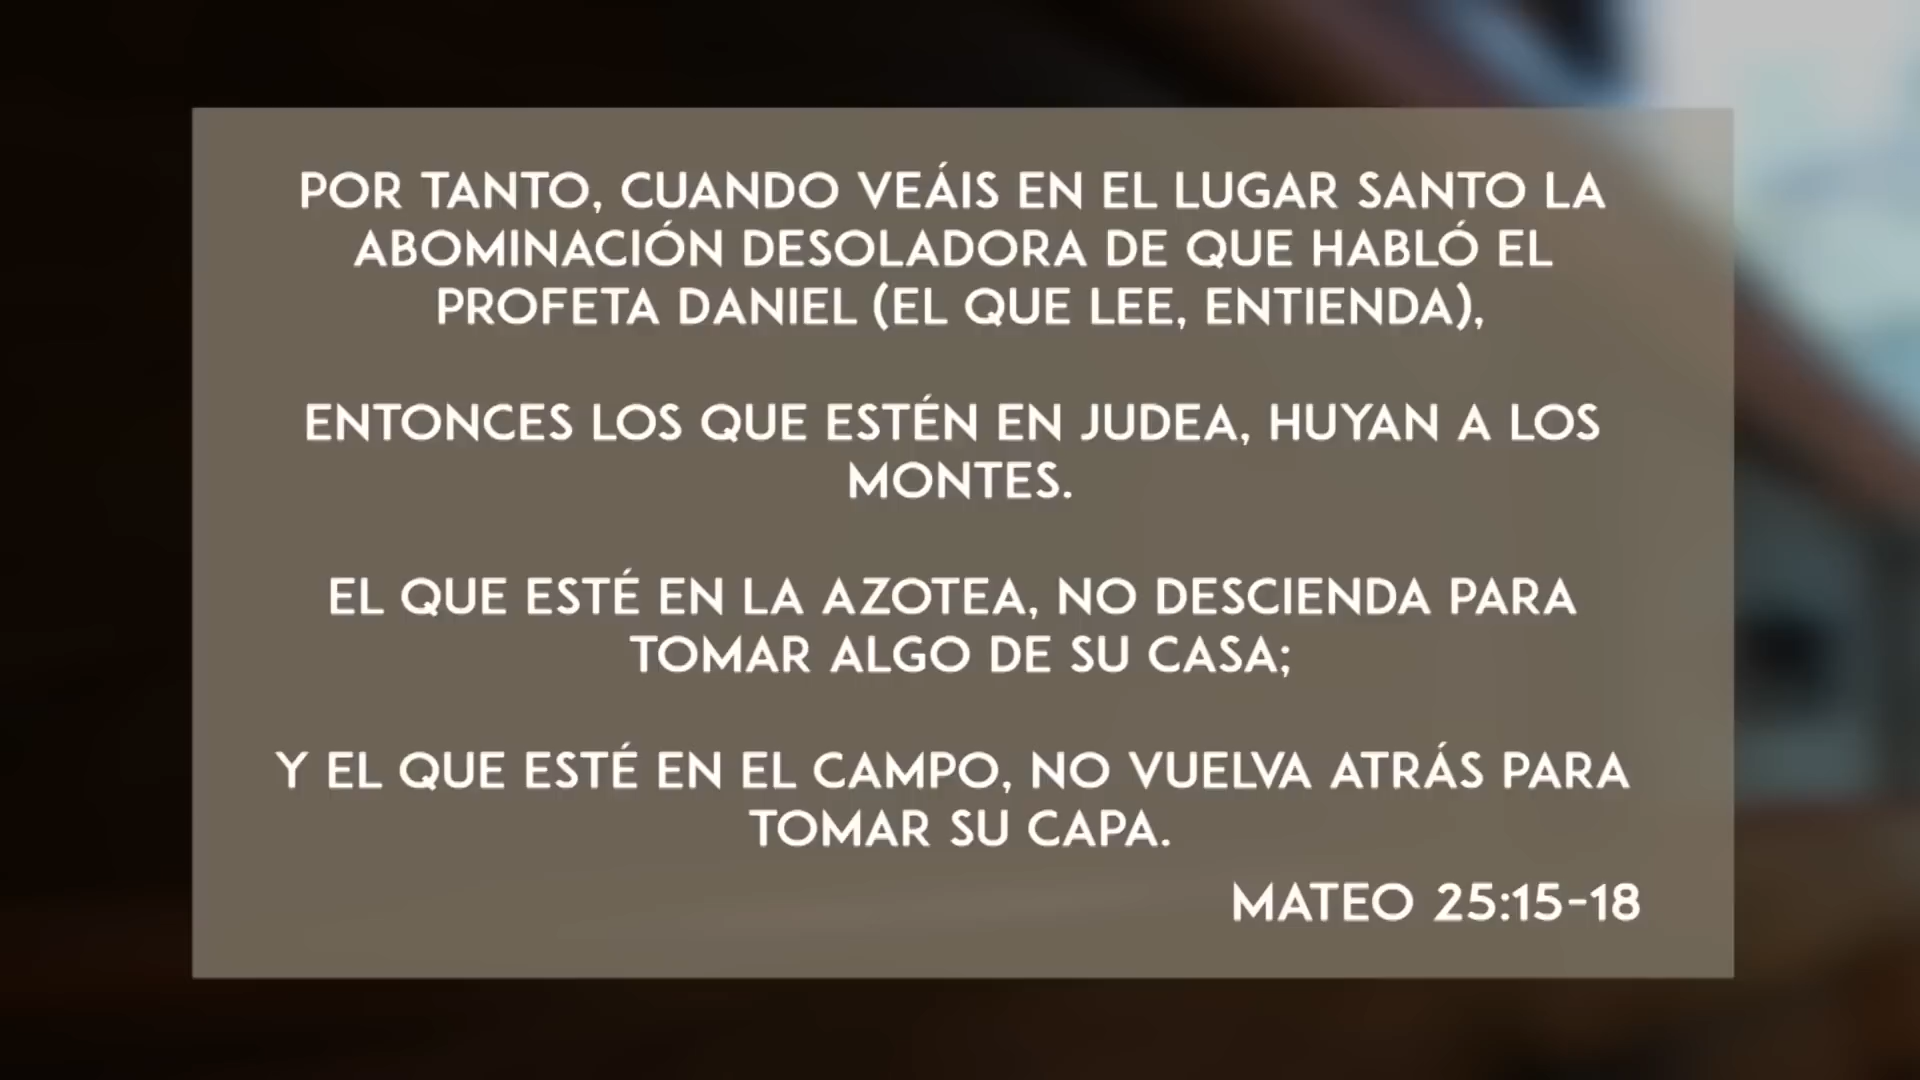 POR TANTO, CUANDO VEÁIS EN EL LUGAR SANTO LA
ABOMINACIÓN DESOLADORA DE QUE HABLÓ EL
PROFETA DANIEL (EL QUE LEE, ENTIENDA),
ENTONCES LOS QUE ESTÉN EN JUDEA, HUYAN A LOS
MONTES.
EL QUE ESTÉ EN LA AZOTEA, NO DESCIENDA PARA
TOMAR ALGO DE SU CASA;
Y EL QUE ESTÉ EN EL CAMPO, NO VUELVA ATRÁS PARA
TOMAR SU CAPA.
MATEO 25:15-18